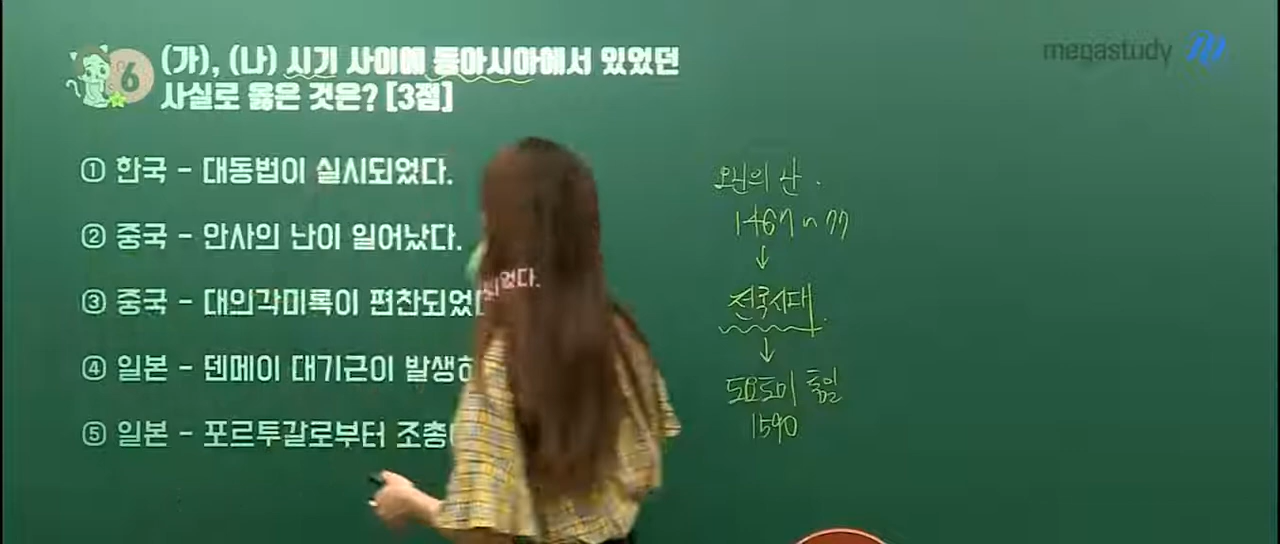 megastudy
6
(가), (나) 시기 사이에 동아시아에서 있었던
사실로 옳은 것은? [3점]
① 한국 - 대동법이 실시되었다.
② 중국 - 안사의 난이 일어났다.
③ 중국 - 대의각미록이 편찬되었
④ 일본 - 덴메이 대기근이 발생하
⑤ 일본 - 포르투갈로부터 조총이
었다.
오닌의 난.
1467~77
↓
전국시대
↓
도요토미 통일
1590